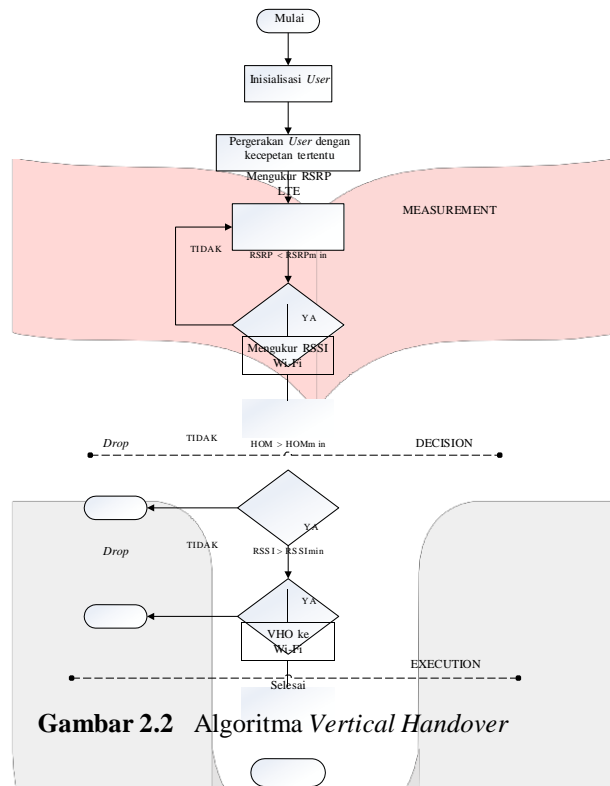 Mulai
Inisialisasi User
Pergerakan User dengan
kecepetan tertentu
Mengukur RSRP
LTE
MEASUREMENT
TIDAK
RSRP < RSRPmin
YA
Mengukur RSSI
Wi-Fi
Drop
TIDAK
HOM > HOMmin
DECISION
YA
Drop
TIDAK
RSSI > RSSImin
YA
VHO ke
Wi-Fi
EXECUTION
Selesai
Gambar 2.2 Algoritma Vertical Handover